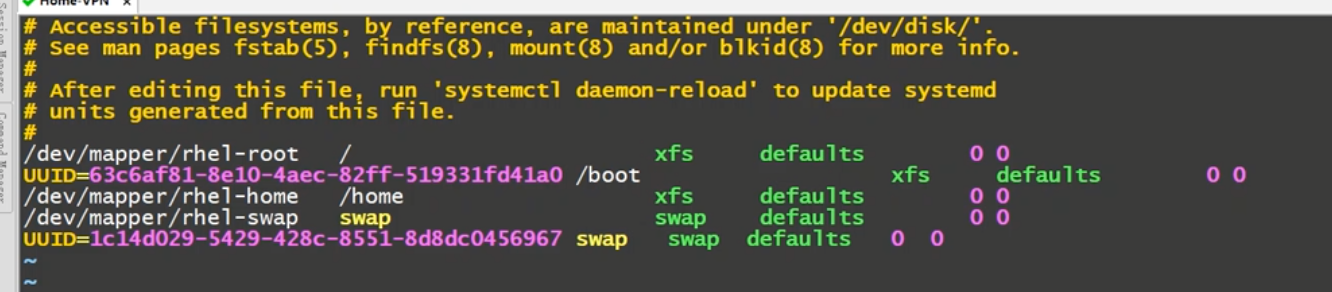 Home-VPN ×
Session Manager
Command Manager
# Accessible filesystems, by reference, are maintained under '/dev/disk/'.
# See man pages fstab(5), findfs(8), mount(8) and/or blkid(8) for more info.
#
# After editing this file, run 'systemctl daemon-reload' to update systemd
# units generated from this file.
#
/dev/mapper/rhel-root / xfs defaults 0 0
UUID=63c6af81-8e10-4aec-82ff-519331fd41a0 /boot xfs defaults 0 0
/dev/mapper/rhel-home /home xfs defaults 0 0
/dev/mapper/rhel-swap swap swap defaults 0 0
UUID=1c14d029-5429-428c-8551-8d8dc0456967 swap swap defaults 0 0
~
~